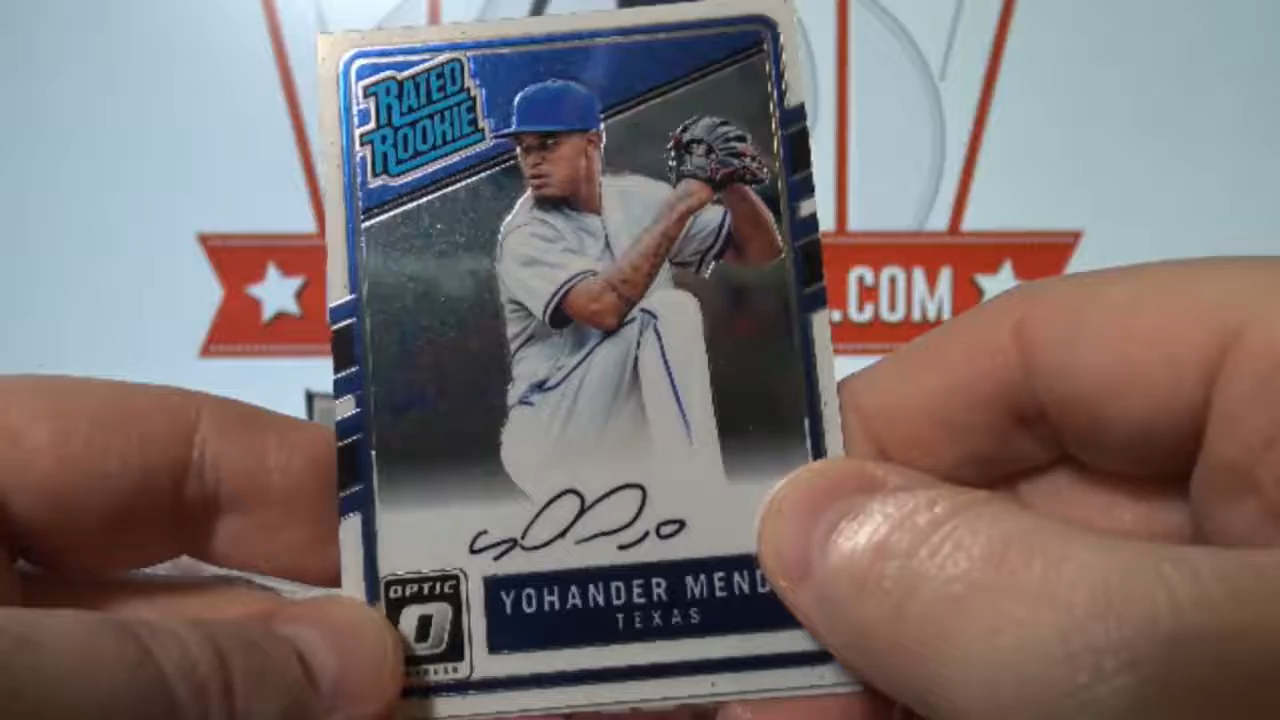 RATED
ROOKIE
.COM
OPTIC
YOHANDER MEND
TEXAS